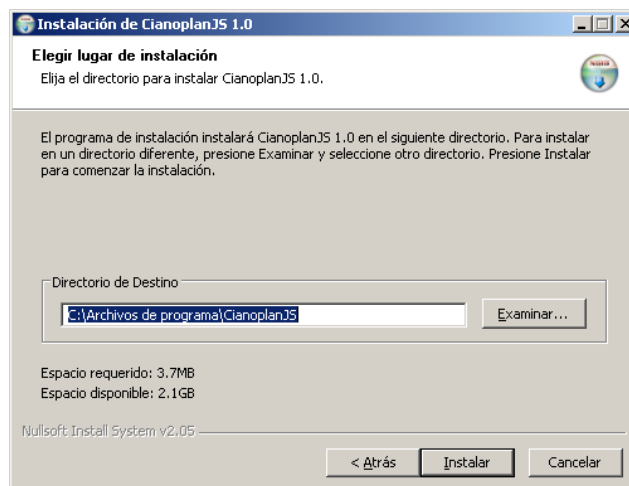 Instalación de CianoplanJS 1.0
Elegir lugar de instalación
Elija el directorio para instalar CianoplanJS 1.0.
El programa de instalación instalará CianoplanJS 1.0 en el siguiente directorio. Para instalar
en un directorio diferente, presione Examinar y seleccione otro directorio. Presione Instalar
para comenzar la instalación.
Directorio de Destino
C:\Archivos de programa\CianoplanJS
Examinar...
Espacio requerido: 3.7MB
Espacio disponible: 2.1GB
Nullsoft Install System v2.05
< Atrás
Instalar
Cancelar